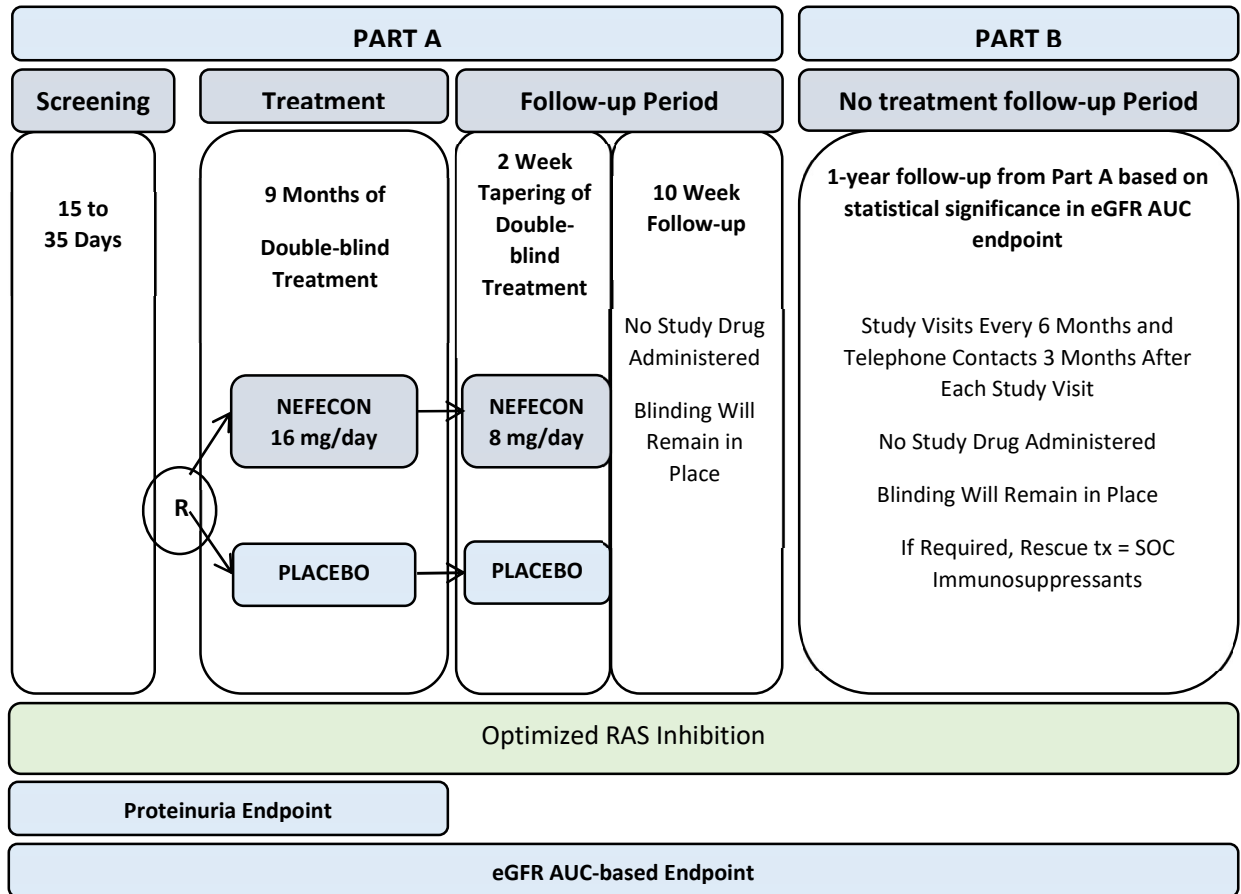 PART A
PART B
Screening
Treatment
Follow-up Period
No treatment follow-up Period
15 to
35 Days
9 Months of
Double-blind
Treatment
2 Week
Tapering of
Double-
blind
Treatment
10 Week
Follow-up
No Study Drug
Administered
Blinding Will
Remain in
Place
1-year follow-up from Part A based on
statistical significance in eGFR AUC
endpoint
Study Visits Every 6 Months and
Telephone Contacts 3 Months After
Each Study Visit
No Study Drug Administered
Blinding Will Remain in Place
If Required, Rescue tx = SOC
Immunosuppressants
R
NEFECON
16 mg/day
NEFECON
8 mg/day
PLACEBO
PLACEBO
Optimized RAS Inhibition
Proteinuria Endpoint
eGFR AUC-based Endpoint